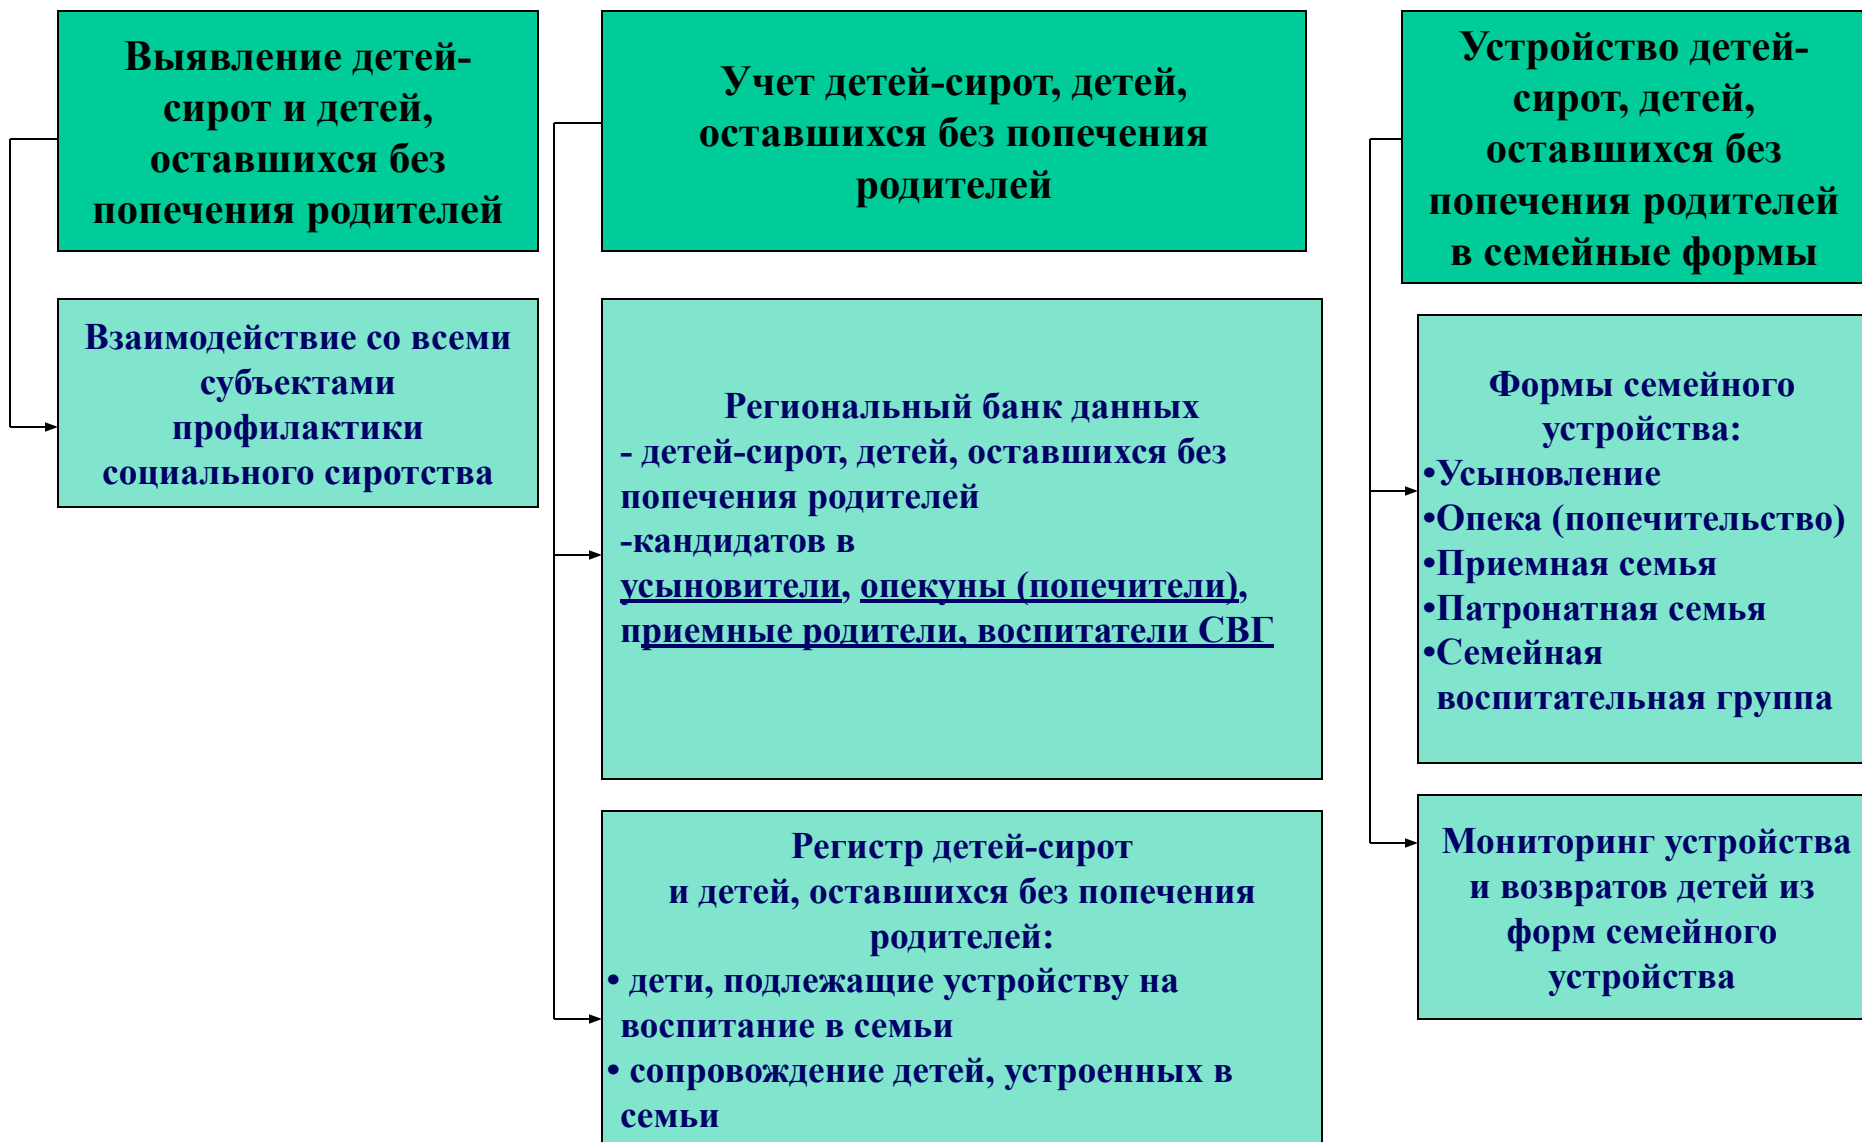 Выявление детей-
сирот и детей,
оставшихся без
попечения родителей
Взаимодействие со всеми
субъектами
профилактики
социального сиротства
Учет детей-сирот, детей,
оставшихся без попечения
родителей
Региональный банк данных
- детей-сирот, детей, оставшихся без
попечения родителей
-кандидатов в
усыновители, опекуны (попечители),
приемные родители, воспитатели СВГ
Регистр детей-сирот
и детей, оставшихся без попечения
родителей:
• дети, подлежащие устройству на
воспитание в семьи
• сопровождение детей, устроенных в
семьи
Устройство детей-
сирот, детей,
оставшихся без
попечения родителей
в семейные формы
Формы семейного
устройства:
•Усыновление
•Опека (попечительство)
•Приемная семья
•Патронатная семья
•Семейная
воспитательная группа
Мониторинг устройства
и возвратов детей из
форм семейного
устройства